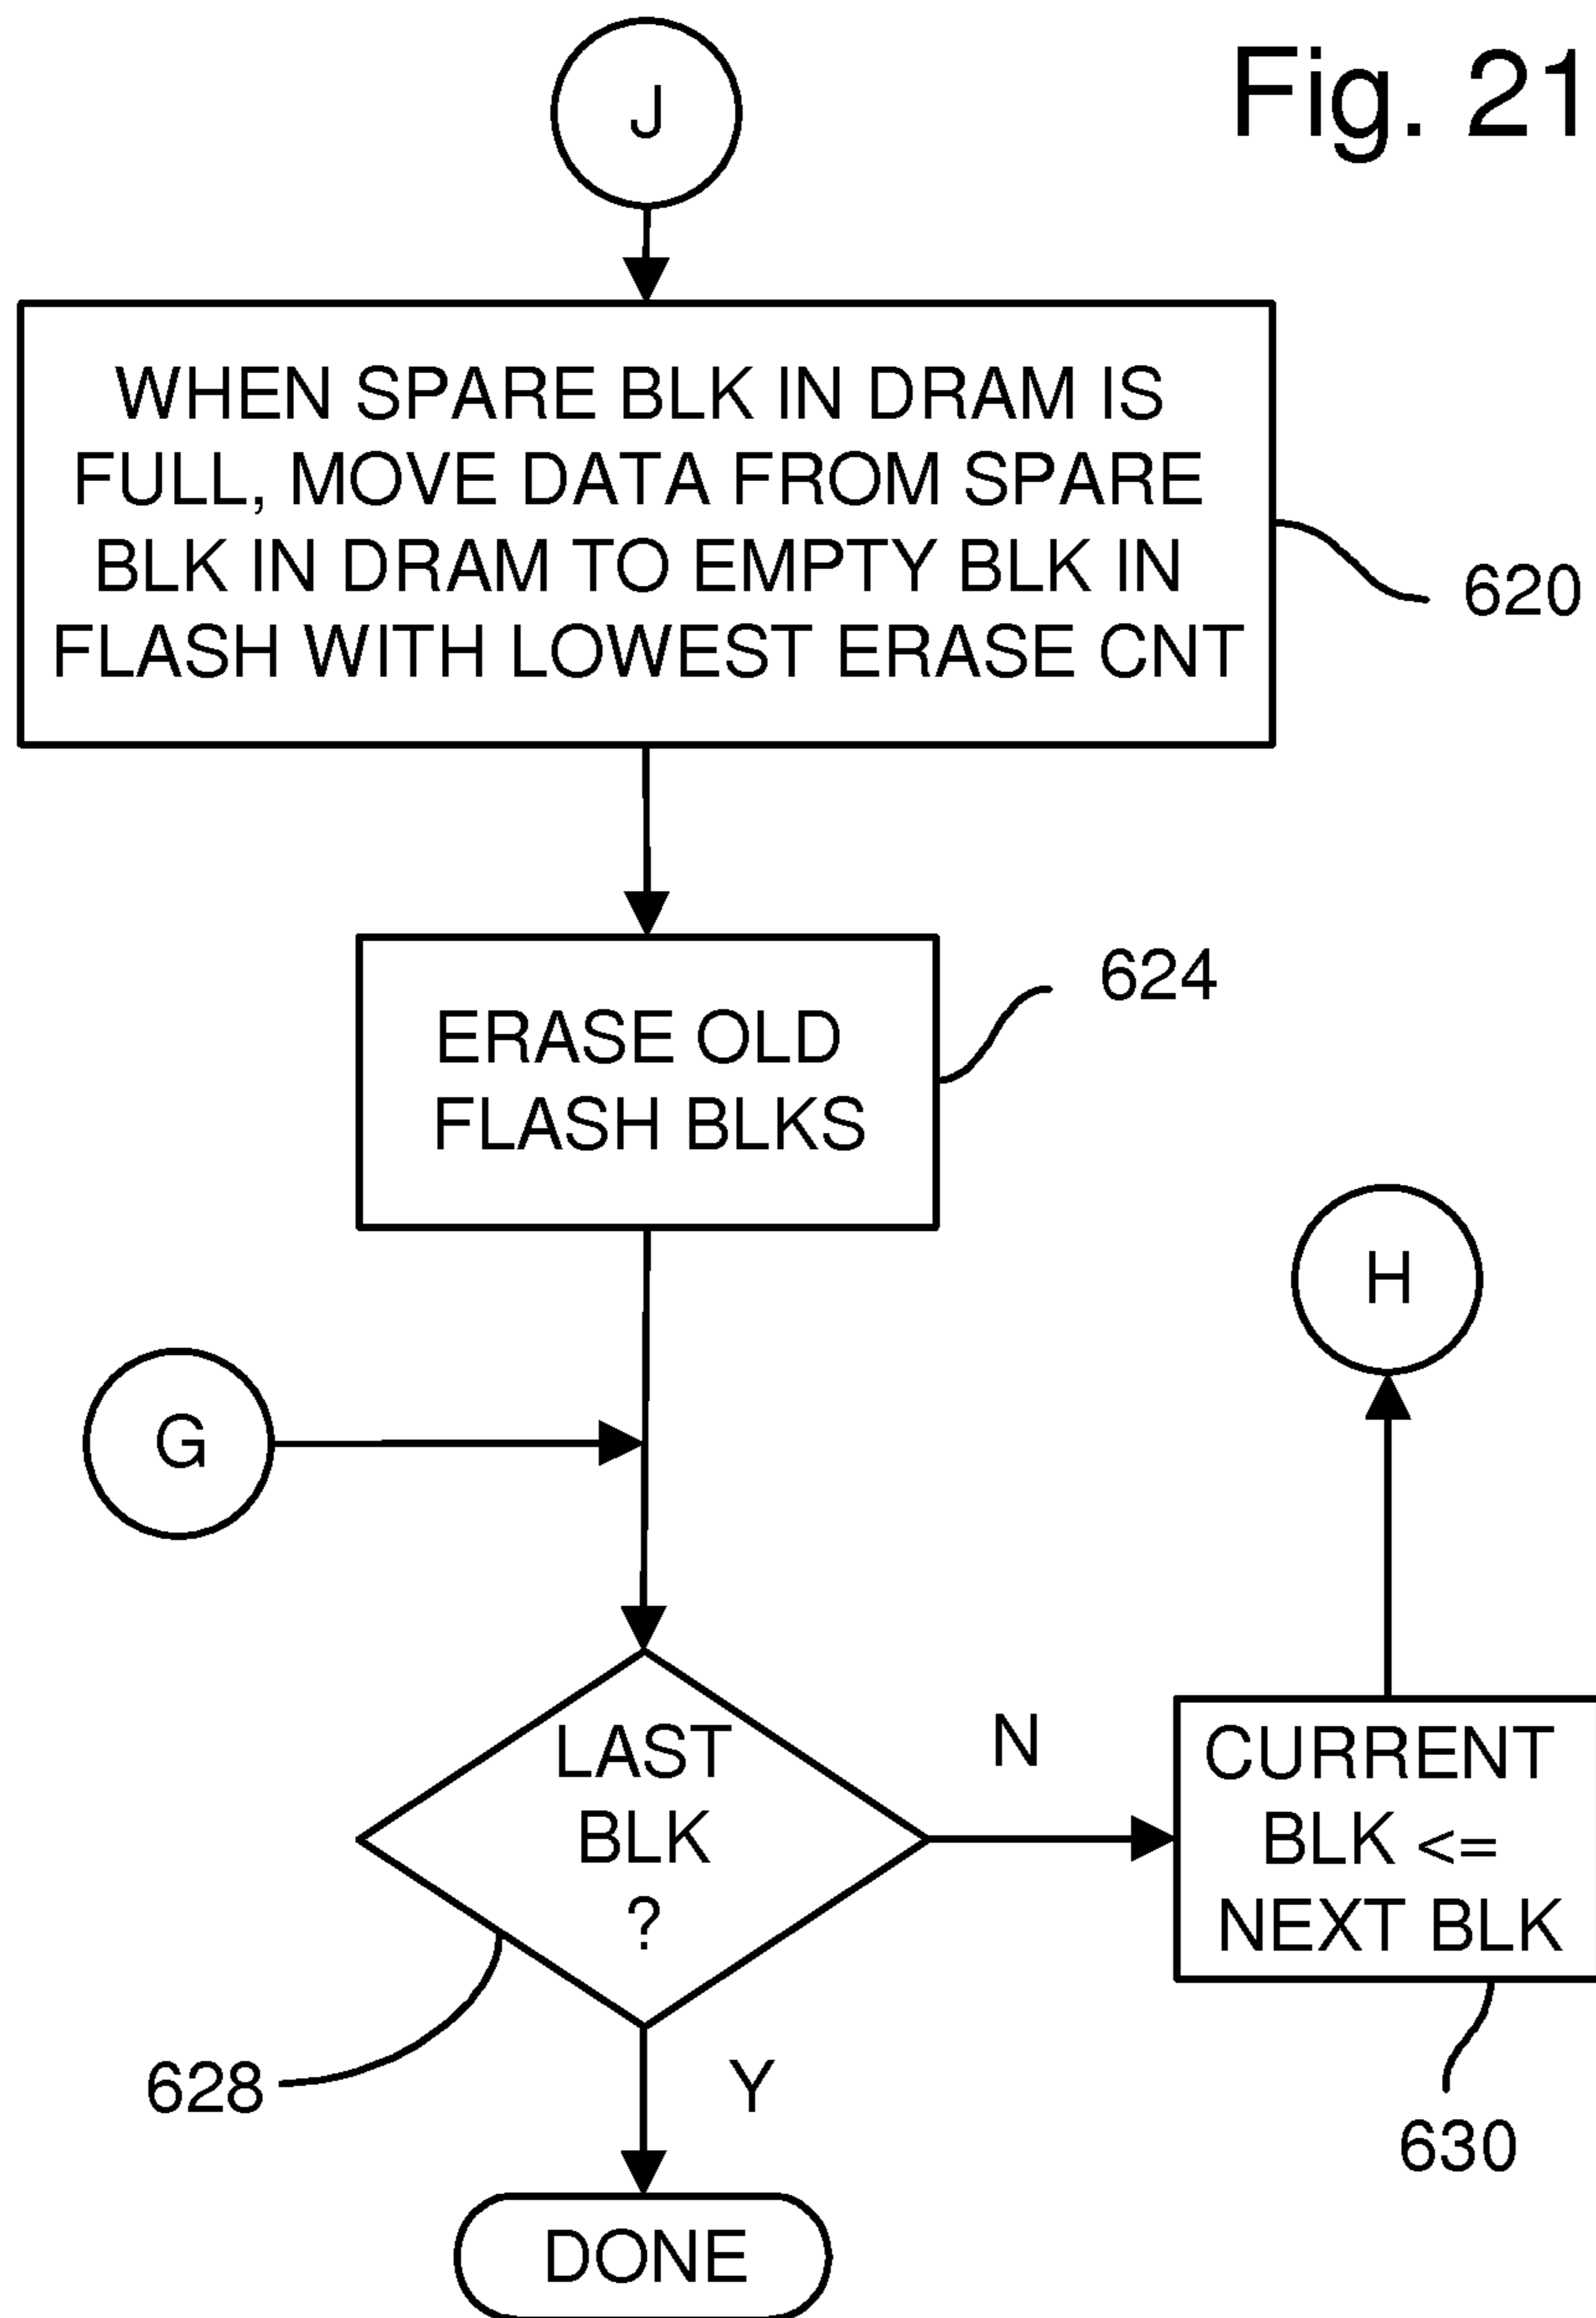 Fig. 21
J
WHEN SPARE BLK IN DRAM IS
FULL, MOVE DATA FROM SPARE
BLK IN DRAM TO EMPTY BLK IN
FLASH WITH LOWEST ERASE CNT
620
ERASE OLD
FLASH BLKS
624
H
G
LAST
BLK
?
N
CURRENT
BLK <=
NEXT BLK
628
Y
630
DONE